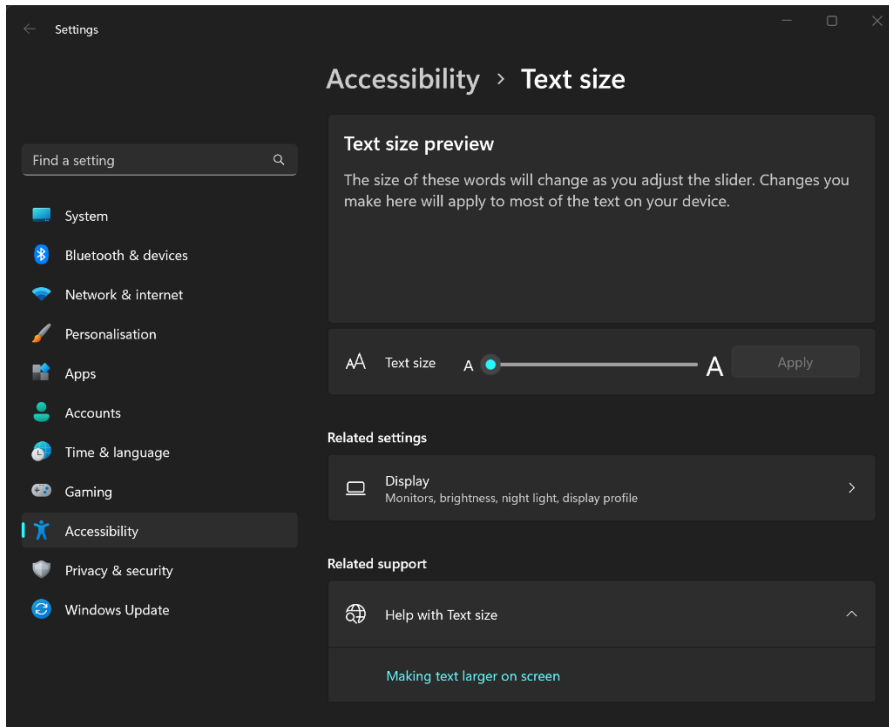 Settings
Accessibility > Text size
Find a setting
System
Bluetooth & devices
Network & internet
Personalisation
Apps
Accounts
Time & language
Gaming
Accessibility
Privacy & security
Windows Update
Text size preview
The size of these words will change as you adjust the slider. Changes you
make here will apply to most of the text on your device.
AA Text size A A Apply
Related settings
Display
Monitors, brightness, night light, display profile
Related support
Help with Text size
Making text larger on screen